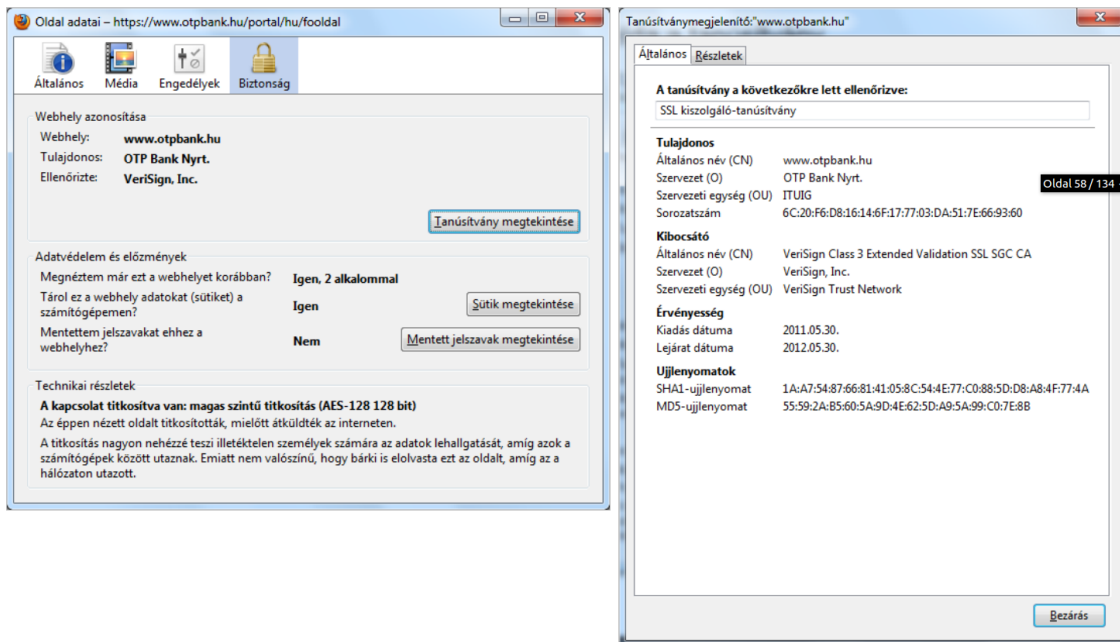 Oldal adatai – https://www.otpbank.hu/portal/hu/fooldal
Általános
Média
Engedélyek
Biztonság
Webhely azonosítása
Webhely: www.otpbank.hu
Tulajdonos: OTP Bank Nyrt.
Ellenőrizte: VeriSign, Inc.
Tanúsítvány megtekintése
Adatvédelem és előzmények
Megnéztem már ezt a webhelyet korábban? Igen, 2 alkalommal
Tárol ez a webhely adatokat (sütiket) a
számítógépemen?
Igen
Sütik megtekintése
Mentettem jelszavakat ehhez a
webhelyhez?
Nem
Mentett jelszavak megtekintése
Technikai részletek
A kapcsolat titkosítva van: magas szintű titkosítás (AES-128 128 bit)
Az éppen nézett oldalt titkosították, mielőtt átküldték az interneten.
A titkosítás nagyon nehézzé teszi illetéktelen személyek számára az adatok lehallgatását, amíg azok a
számítógépek között utaznak. Emiatt nem valószínű, hogy bárki is elolvasta ezt az oldalt, amíg az a
hálózaton utazott.
Tanúsítványmegjelenítő:"www.otpbank.hu"
Általános
Részletek
A tanúsítvány a következőkre lett ellenőrizve:
SSL kiszolgáló-tanúsítvány
Tulajdonos
Általános név (CN) www.otpbank.hu
Szervezet (O) OTP Bank Nyrt.
Szervezeti egység (OU) ITUIG
Sorozatszám 6C:20:F6:D8:16:14:6F:17:77:03:DA:51:7E:66:93:60
Oldal 58 / 134
Kibocsátó
Általános név (CN) VeriSign Class 3 Extended Validation SSL SGC CA
Szervezet (O) VeriSign, Inc.
Szervezeti egység (OU) VeriSign Trust Network
Érvényesség
Kiadás dátuma 2011.05.30.
Lejárat dátuma 2012.05.30.
Ujjlenyomatok
SHA1-ujjlenyomat 1A:A7:54:87:66:81:41:05:8C:54:4E:77:C0:88:5D:D8:A8:4F:77:4A
MD5-ujjlenyomat 55:59:2A:B5:60:5A:9D:4E:62:5D:A9:5A:99:C0:7E:8B
Bezárás